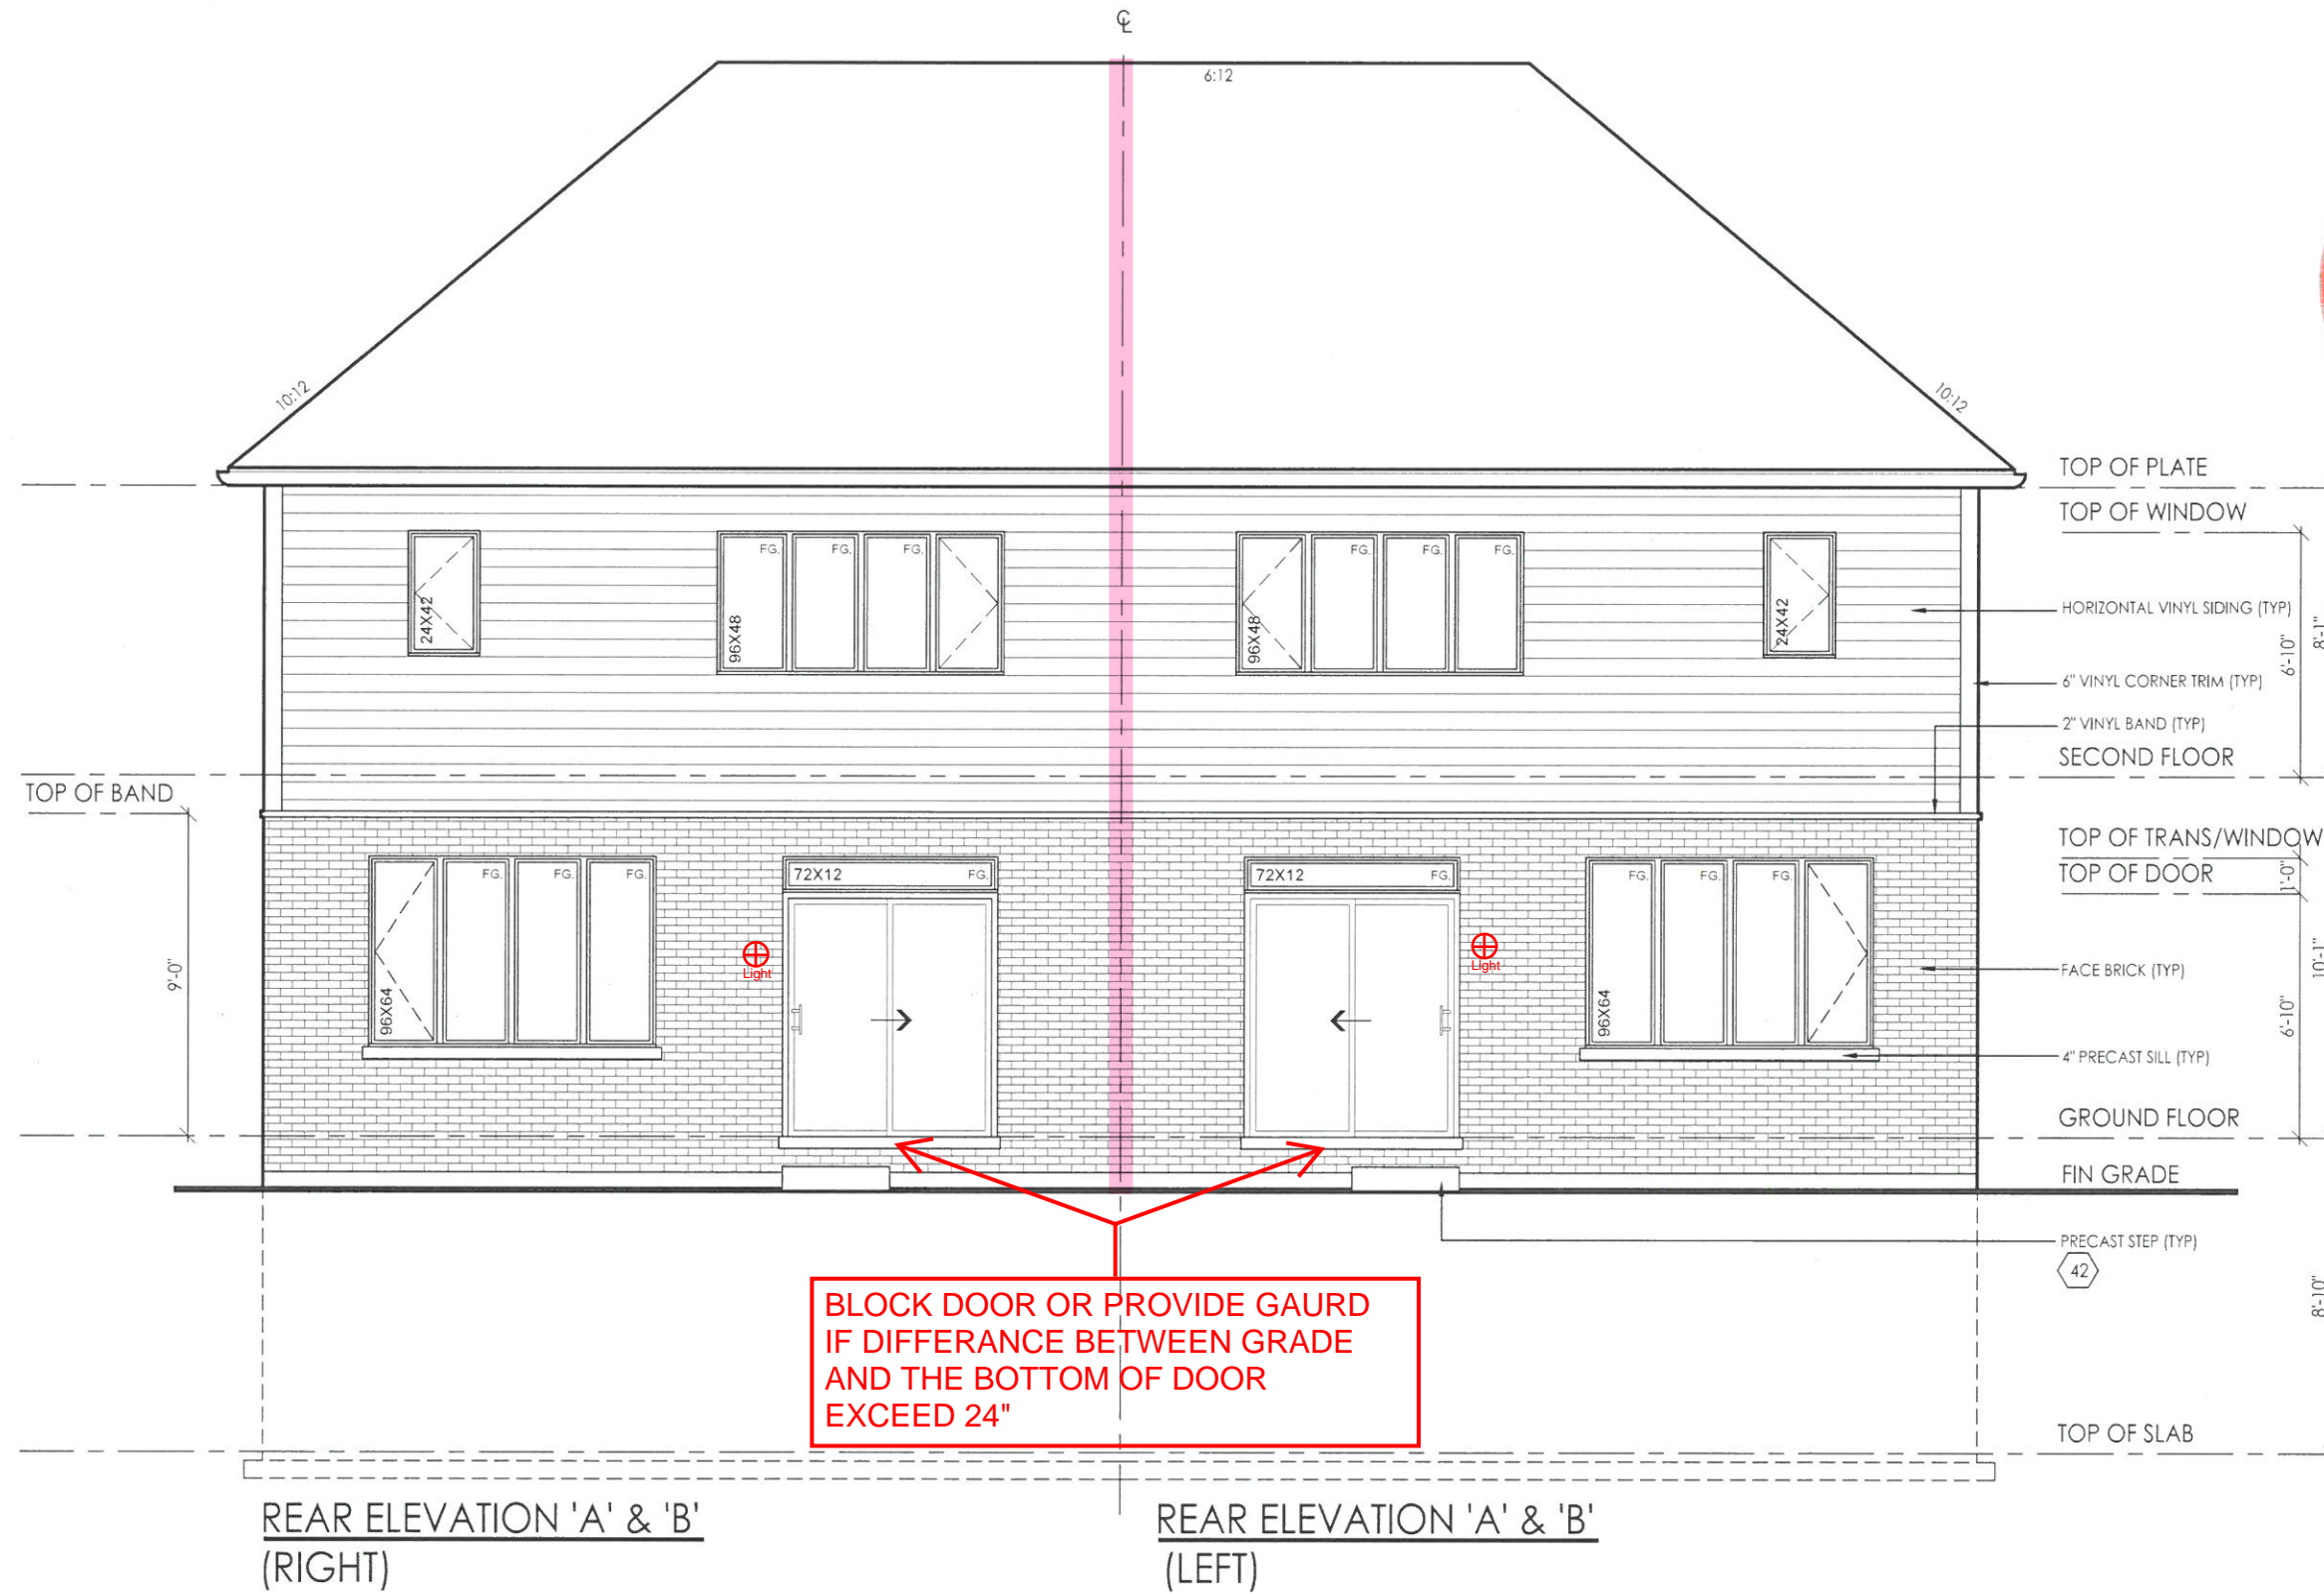 ℄
6:12
10:12
10:12
TOP OF PLATE
TOP OF WINDOW
FG.
FG.
FG.
FG.
FG.
FG.
24X42
96X48
96X48
24X42
HORIZONTAL VINYL SIDING (TYP)
8'-1"
6'-10"
6" VINYL CORNER TRIM (TYP)
2" VINYL BAND (TYP)
SECOND FLOOR
TOP OF BAND
TOP OF TRANS/WINDOW
TOP OF DOOR
1'-0"
FG.
FG.
FG.
72X12
FG.
72X12
FG.
FG.
FG.
FG.
Light
Light
9'-0"
96X64
96X64
FACE BRICK (TYP)
10'-1"
6'-10"
4" PRECAST SILL (TYP)
GROUND FLOOR
FIN GRADE
PRECAST STEP (TYP)
42
8'-10"
BLOCK DOOR OR PROVIDE GAURD
IF DIFFERANCE BETWEEN GRADE
AND THE BOTTOM OF DOOR
EXCEED 24"
TOP OF SLAB
REAR ELEVATION 'A' & 'B'
(RIGHT)
REAR ELEVATION 'A' & 'B'
(LEFT)